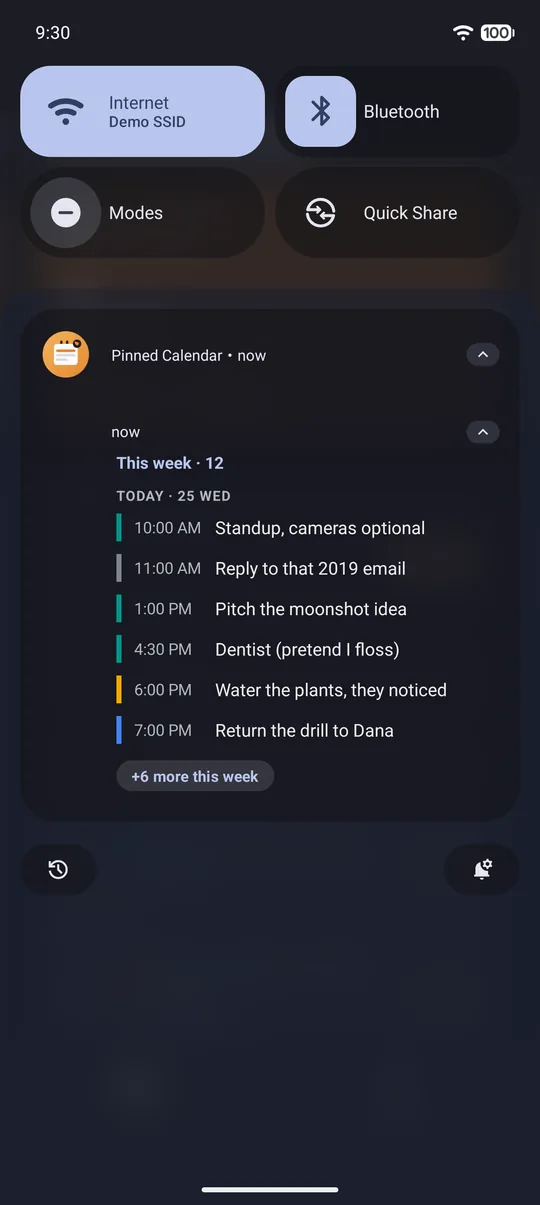 9:30
100
Internet
Demo SSID
Bluetooth
Modes
Quick Share
Pinned Calendar • now
now
This week · 12
TODAY · 25 WED
10:00 AM Standup, cameras optional
11:00 AM Reply to that 2019 email
1:00 PM Pitch the moonshot idea
4:30 PM Dentist (pretend I floss)
6:00 PM Water the plants, they noticed
7:00 PM Return the drill to Dana
+6 more this week